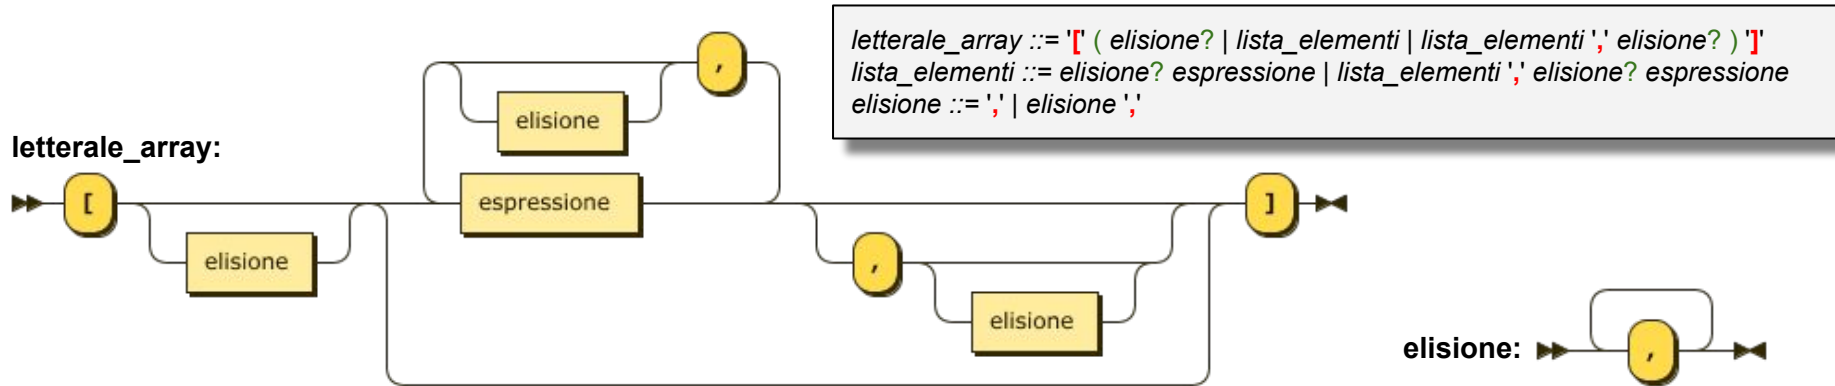 letterale_array ::= '[' ( elisione? | lista_elementi | lista_elementi ',' elisione? ) ']'
lista_elementi ::= elisione? espressione | lista_elementi ',' elisione? espressione
elisione ::= ',' | elisione ','
letterale_array:
,
elisione
[
espressione
]
elisione
,
elisione
elisione:
,